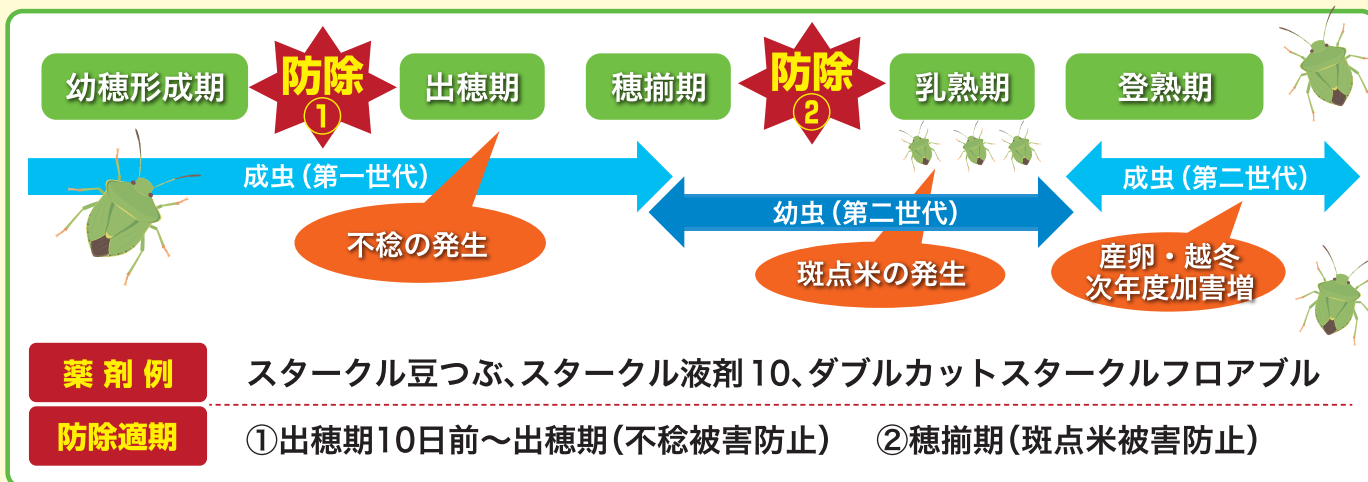 幼穂形成期
防除
①
出穂期
穂揃期
防除
②
乳熟期
登熟期
成虫（第一世代）
成虫（第二世代）
幼虫（第二世代）
不稔の発生
斑点米の発生
産卵・越冬
次年度加害増
薬剤例
スタークル豆つぶ、スタークル液剤10、ダブルカットスタークルフロアブル
防除適期
①出穂期10日前～出穂期（不稔被害防止） ②穂揃期（斑点米被害防止）